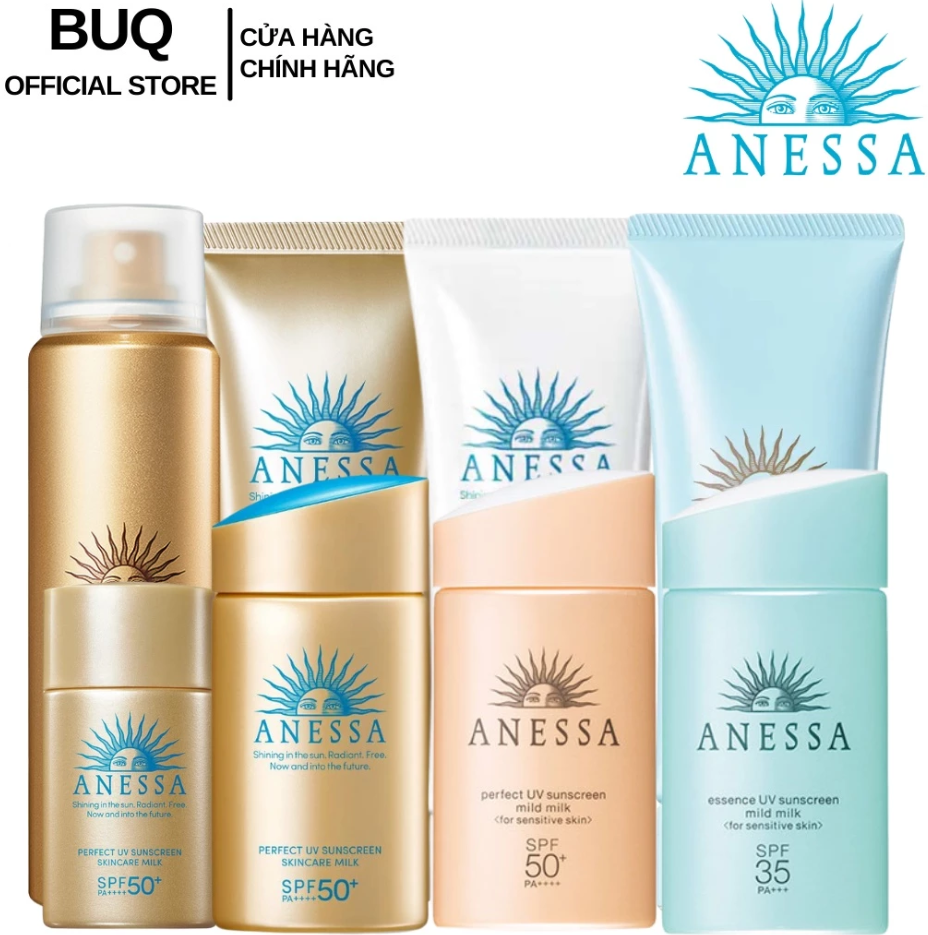 BUQ
OFFICIAL STORE
CỬA HÀNG
CHÍNH HÃNG
ANESSA
ANESSA
ANESSA
ANESSA
Shining in the sun. Radiant. Free
Now and into the future.
PERFECT UV SUNSCREEN
SKINCARE MILK
SPF50+
PA++++
ANESSA
Shining in the sun. Radiant. Free.
Now and into the future.
PERFECT UV SUNSCREEN
SKINCARE MILK
SPF50+
PA++++
ANESSA
perfect UV sunscreen
mild milk
<for sensitive skin>
SPF
50+
PA++++
ANESSA
essence UV sunscreen
mild milk
<for sensitive skin>
SPF
35
PA+++